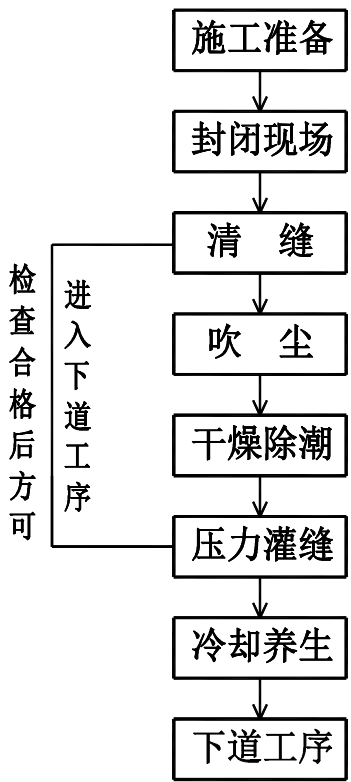 施工准备
封闭现场
清 缝
吹 尘
干燥除潮
压力灌缝
冷却养生
下道工序
检查合格后方可
进入下道工序